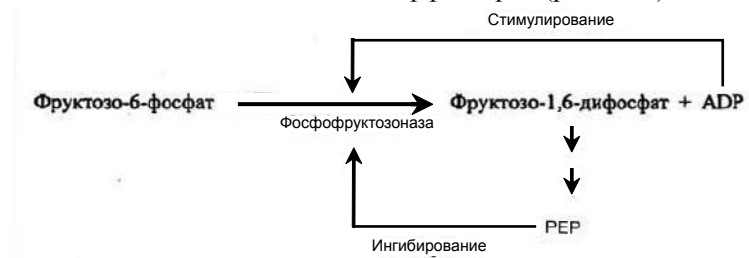 Стимулирование
Фруктозо-6-фосфат
Фруктозо-1,6-дифосфат + ADP
Фосфофруктозоназа
PEP
Ингибирование